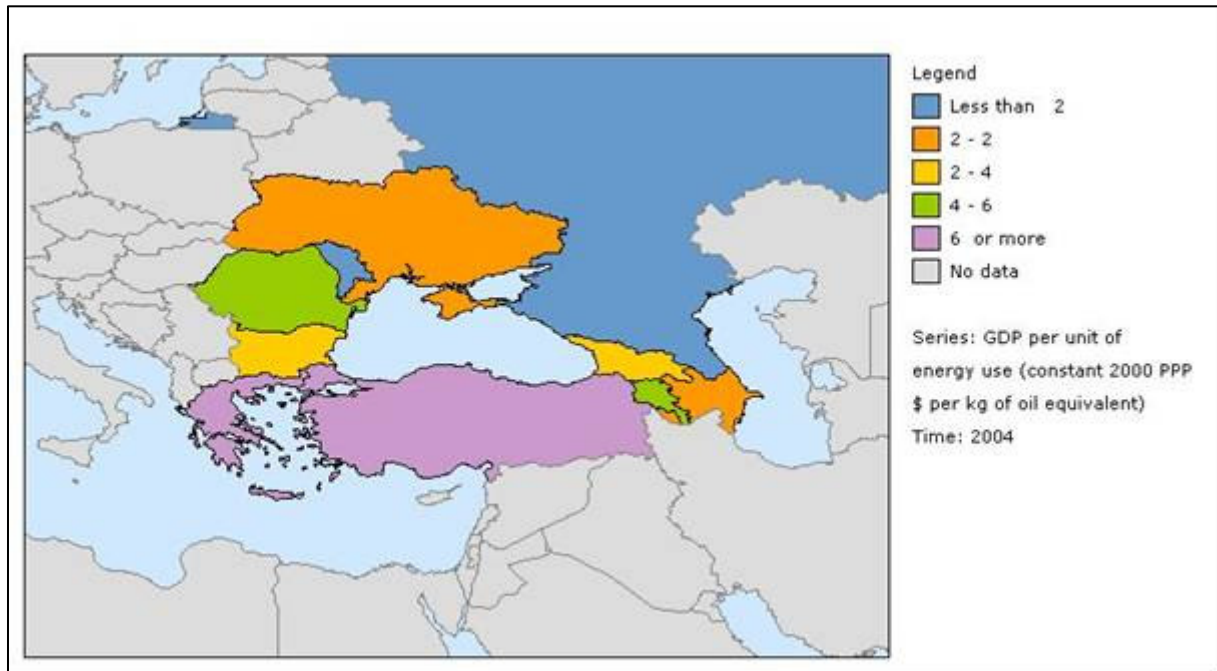 Legend
Less than 2
2 - 2
2 - 4
4 - 6
6 or more
No data
Series: GDP per unit of
energy use (constant 2000 PPP
$ per kg of oil equivalent)
Time: 2004